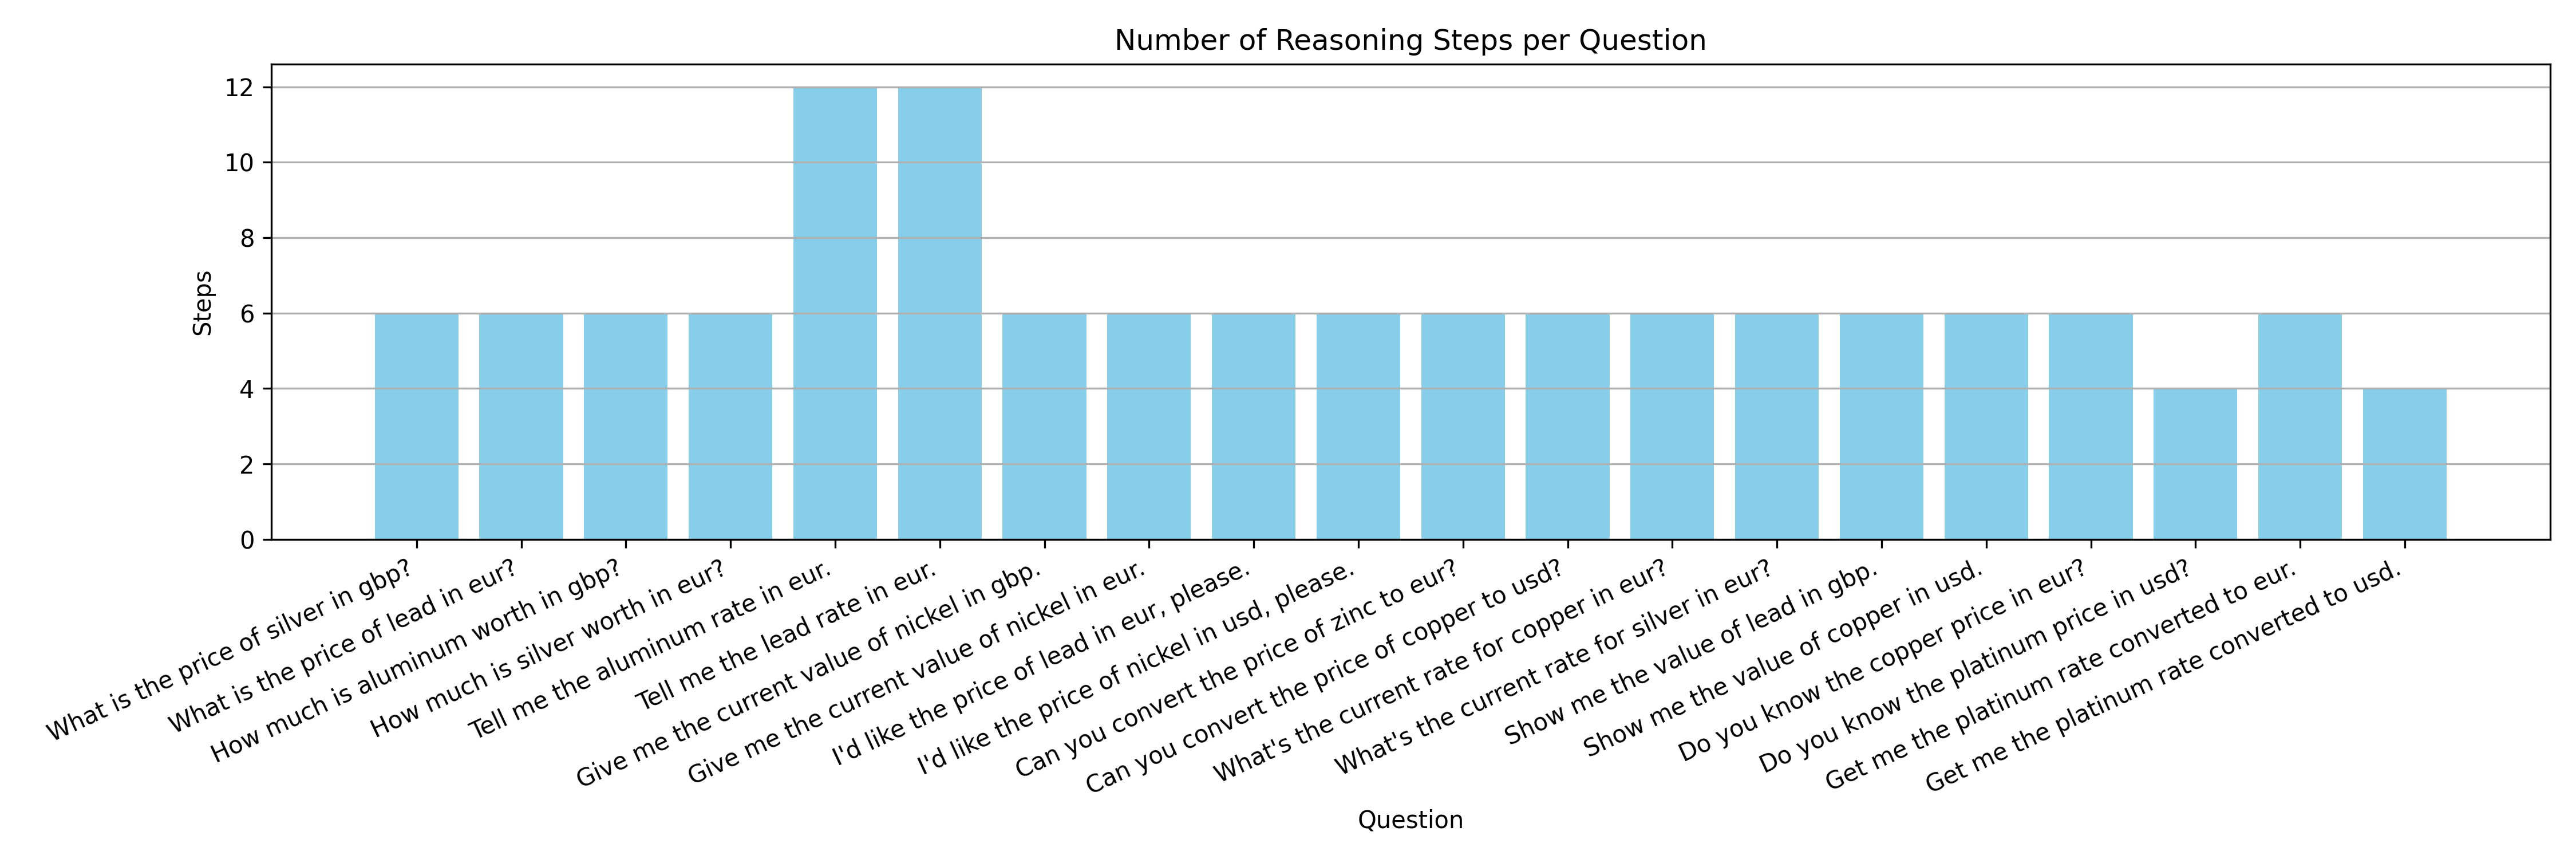 Number of Reasoning Steps per Question
Steps
12
10
8
6
4
2
0
What is the price of silver in gbp?
What is the price of lead in eur?
How much is aluminum worth in gbp?
How much is silver worth in eur?
Tell me the aluminum rate in eur.
Tell me the lead rate in eur.
Give me the current value of nickel in gbp.
Give me the current value of nickel in eur.
I'd like the price of lead in eur, please.
I'd like the price of nickel in usd, please.
Can you convert the price of zinc to eur?
Can you convert the price of copper to usd?
What's the current rate for copper in eur?
What's the current rate for silver in eur?
Show me the value of lead in gbp.
Show me the value of copper in usd.
Do you know the copper price in eur?
Do you know the platinum price in usd?
Get me the platinum rate converted to eur.
Get me the platinum rate converted to usd.
Question